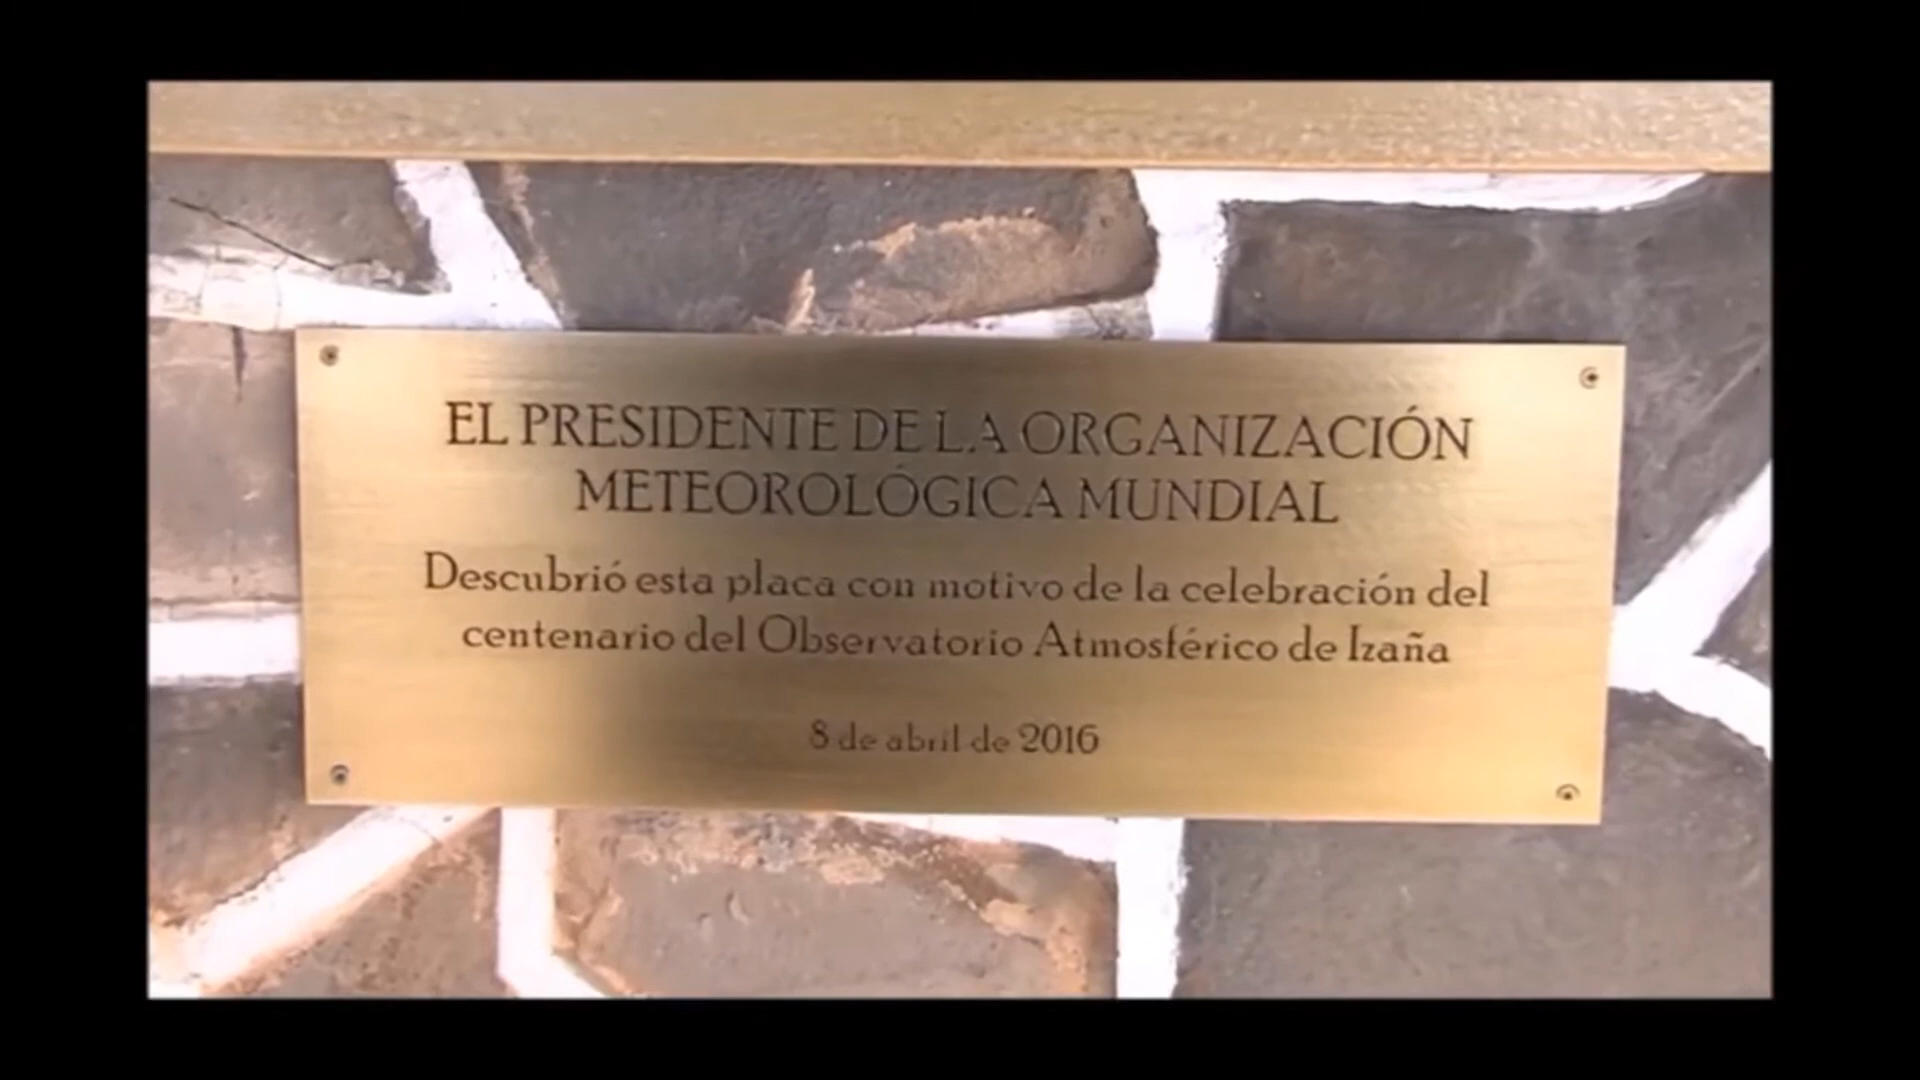 EL PRESIDENTE DE LA ORGANIZACIÓN
METEOROLÓGICA MUNDIAL
Descubrió esta placa con motivo de la celebración del
centenario del Observatorio Atmosférico de Izaña
8 de abril de 2016